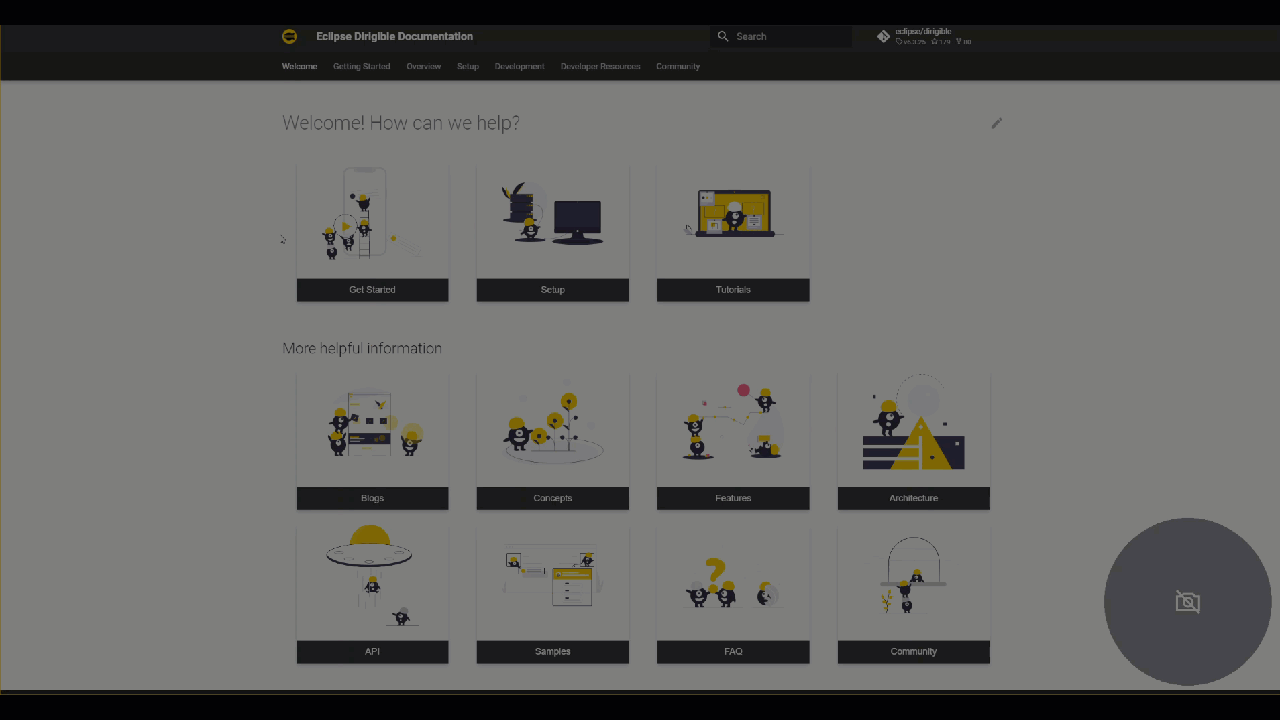 Eclipse Dirigible Documentation
Search
eclipse/dirigible
Welcome Getting Started Overview Setup Development Developer Resources Community
Welcome! How can we help?
Get Started Setup Tutorials
More helpful information
Blogs Concepts Features Architecture
API Samples FAQ Community